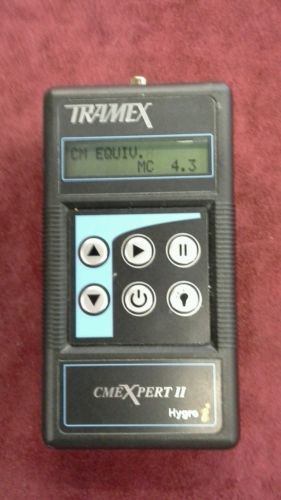 TRAMEX
CM EQUIV.
MC 4.3
CMEXPERT II
Hygro i